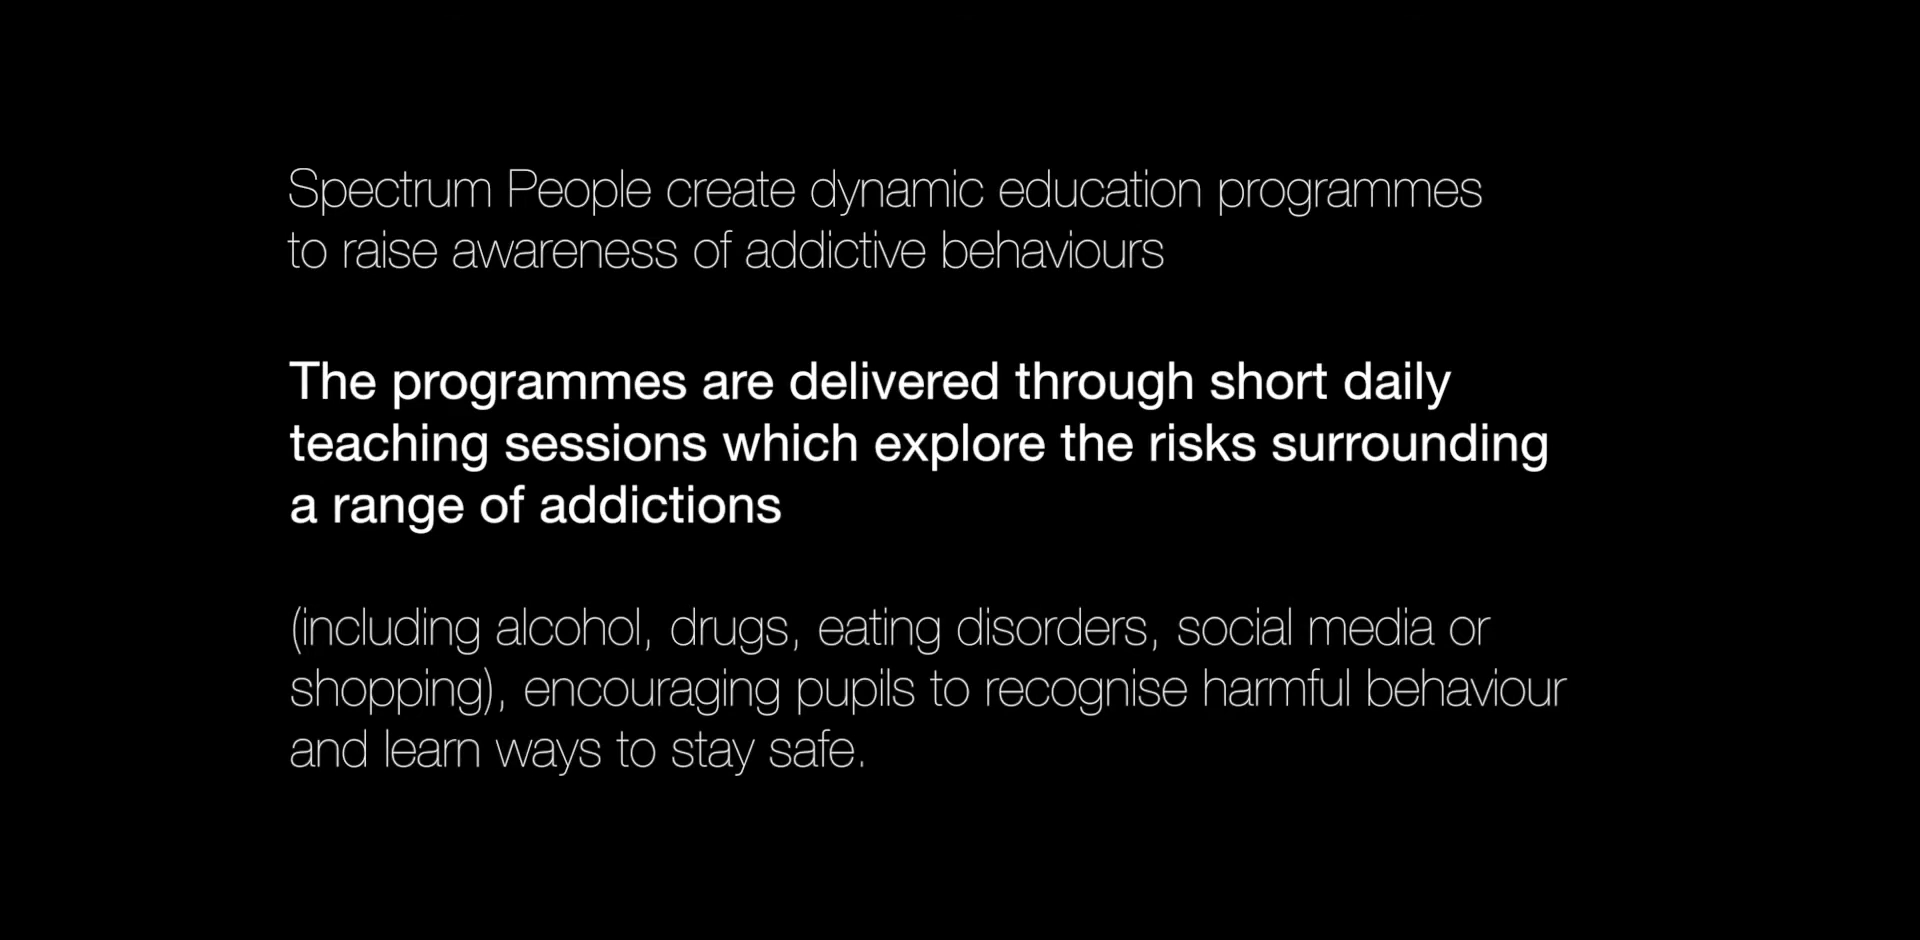 Spectrum People create dynamic education programmes
to raise awareness of addictive behaviours
The programmes are delivered through short daily
teaching sessions which explore the risks surrounding
a range of addictions
(including alcohol, drugs, eating disorders, social media or
shopping), encouraging pupils to recognise harmful behaviour
and learn ways to stay safe.